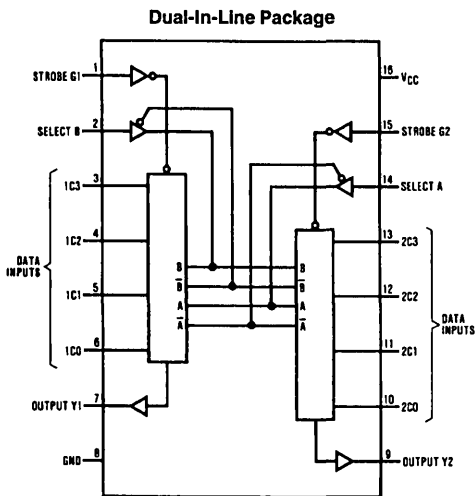 Dual-In-Line Package
1
STROBE G1
16
VCC
2
SELECT B
15
STROBE G2
3
1C3
14
SELECT A
DATA
INPUTS
4
1C2
5
1C1
6
1C0
13
2C3
12
2C2
11
2C1
10
2C0
DATA
INPUTS
B
B̅
A
A̅
B
B̅
A
A̅
7
OUTPUT Y1
8
GND
9
OUTPUT Y2